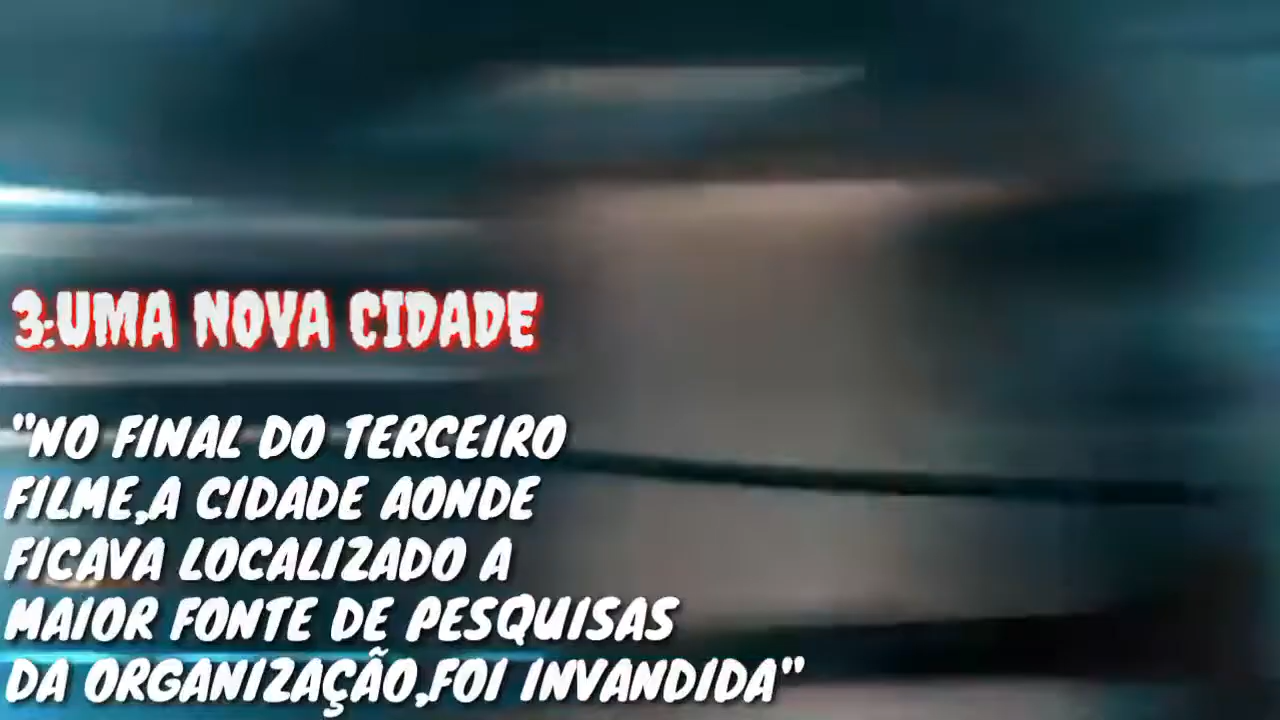 3:UMA NOVA CIDADE
"NO FINAL DO TERCEIRO
FILME,A CIDADE AONDE
FICAVA LOCALIZADO A
MAIOR FONTE DE PESQUISAS
DA ORGANIZAÇÃO,FOI INVANDIDA"